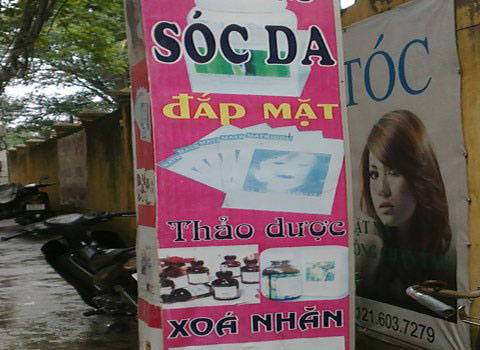 SÓC DA
đắp mặt
Thảo dược
XOÁ NHĂN
TÓC
121.603.7279